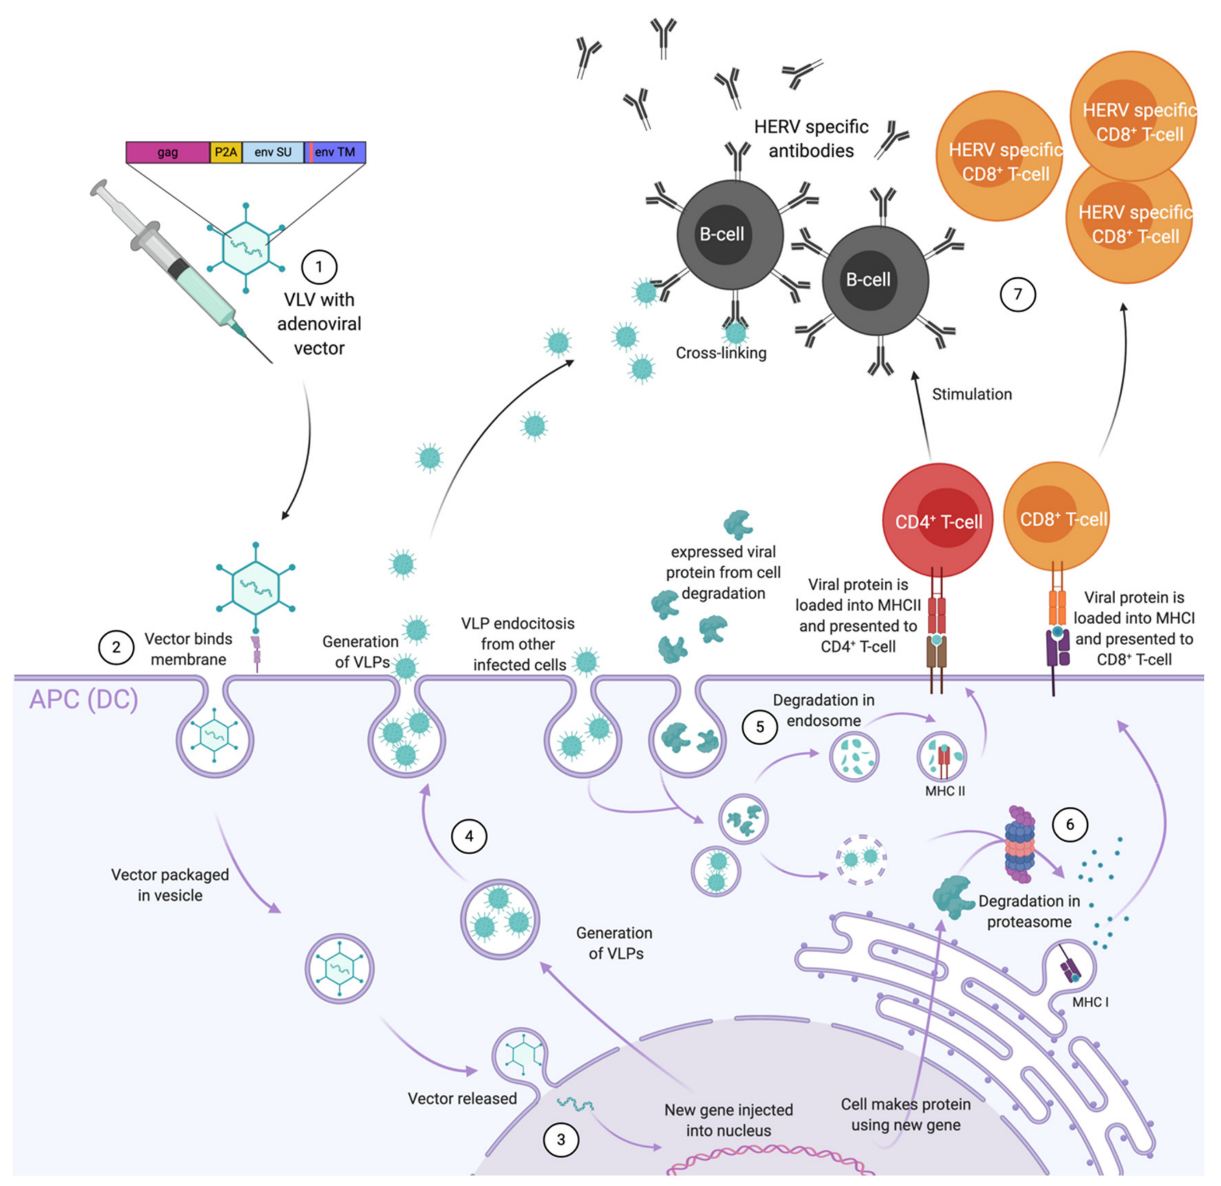 gag P2A env SU env TM
1
VLV with
adenoviral
vector
HERV specific
antibodies
B-cell
B-cell
Cross-linking
HERV specific
CD8+ T-cell
HERV specific
CD8+ T-cell
HERV specific
CD8+ T-cell
7
Stimulation
CD4+ T-cell
CD8+ T-cell
2
Vector binds
membrane
Generation
of VLPs
VLP endocitosis
from other
infected cells
expressed viral
protein from cell
degradation
Viral protein is
loaded into MHCII
and presented to
CD4+ T-cell
Viral protein is
loaded into MHCI
and presented to
CD8+ T-cell
APC (DC)
5
Degradation in
endosome
MHC II
4
6
Vector packaged
in vesicle
Generation
of VLPs
Degradation in
proteasome
MHC I
Vector released
3
New gene injected
into nucleus
Cell makes protein
using new gene